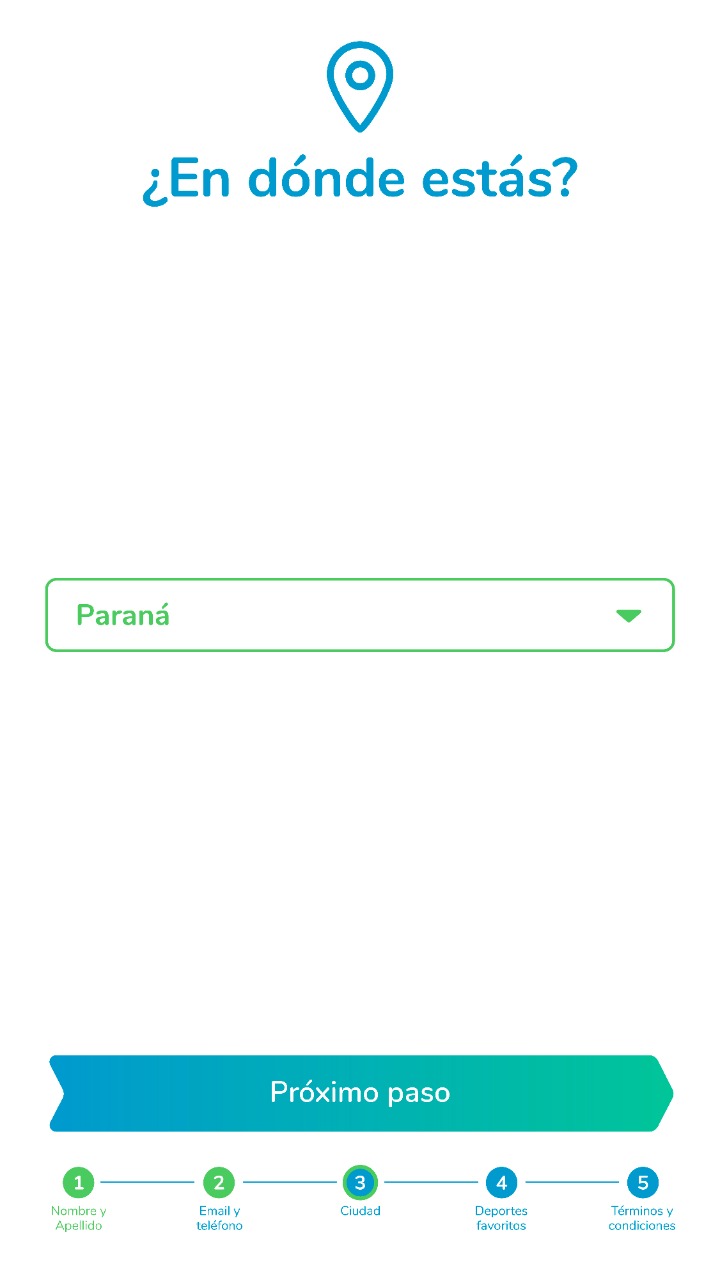 ¿En dónde estás?
Paraná
Próximo paso
1 2 3 4 5
Nombre y Email y Ciudad Deportes Términos y
Apellido teléfono favoritos condiciones